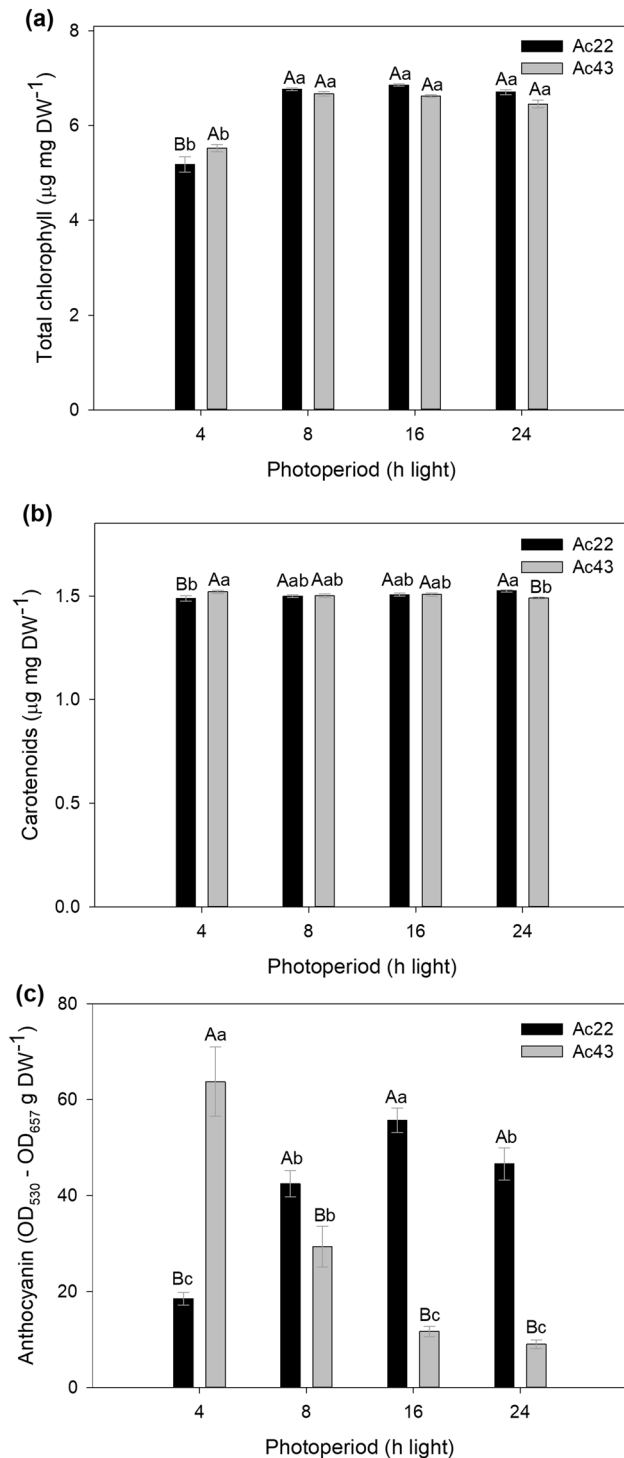 (a)
8
6
4
2
0
Total chlorophyll (µg mg DW⁻¹)
Ac22
Ac43
Bb Ab Aa Aa Aa Aa Aa Aa
4 8 16 24
Photoperiod (h light)
(b)
1.5
1.0
0.5
0.0
Carotenoids (µg mg DW⁻¹)
Ac22
Ac43
Bb Aa Aab Aab Aab Aab Aa Bb
4 8 16 24
Photoperiod (h light)
(c)
80
60
40
20
0
Anthocyanin (OD₅₃₀ - OD₆₅₇ g DW⁻¹)
Ac22
Ac43
Bc Aa Ab Bb Aa Bc Ab Bc
4 8 16 24
Photoperiod (h light)